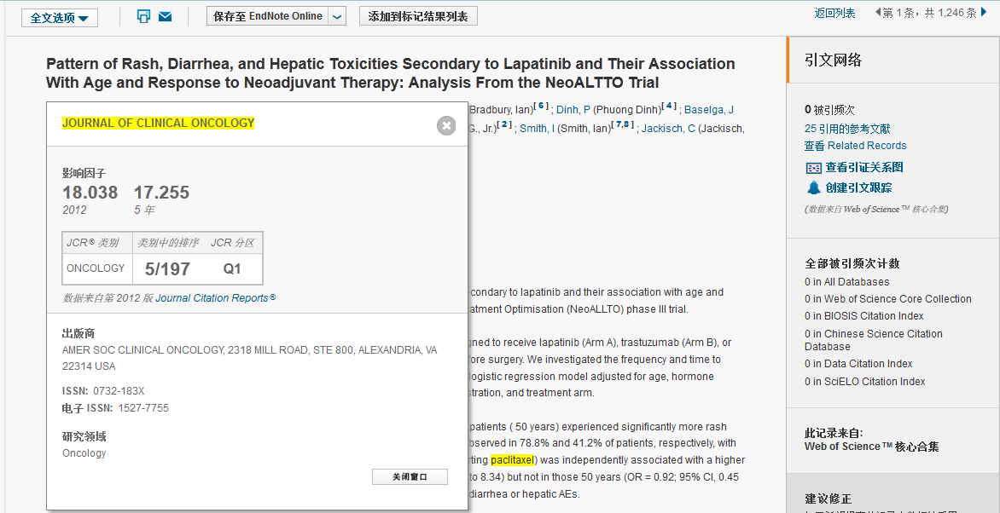 全文选项
保存至 EndNote Online
添加到标记结果列表
返回列表
第 1 条，共 1,246 条
Pattern of Rash, Diarrhea, and Hepatic Toxicities Secondary to Lapatinib and Their Association
With Age and Response to Neoadjuvant Therapy: Analysis From the NeoALTTO Trial
Bradbury, Ian)[ 6 ] ; Dinh, P (Phuong Dinh)[ 4 ] ; Baselga, J
G., Jr.)[ 2 ] ; Smith, I (Smith, Ian)[ 7,8 ] ; Jackisch, C (Jackisch,
JOURNAL OF CLINICAL ONCOLOGY
影响因子
18.038 17.255
2012 5 年
JCR® 类别 类别中的排序 JCR 分区
ONCOLOGY 5/197 Q1
数据来自第 2012 版 Journal Citation Reports®
出版商
AMER SOC CLINICAL ONCOLOGY, 2318 MILL ROAD, STE 800, ALEXANDRIA, VA
22314 USA
ISSN: 0732-183X
电子 ISSN: 1527-7755
研究领域
Oncology
关闭窗口
condary to lapatinib and their association with age and
atment Optimisation (NeoALLTO) phase III trial.
ned to receive lapatinib (Arm A), trastuzumab (Arm B), or
ore surgery. We investigated the frequency and time to
logistic regression model adjusted for age, hormone
stration, and treatment arm.
patients ( 50 years) experienced significantly more rash
bserved in 78.8% and 41.2% of patients, respectively, with
ting paclitaxel) was independently associated with a higher
to 8.34) but not in those 50 years (OR = 0.92; 95% CI, 0.45
diarrhea or hepatic AEs.
引文网络
0 被引频次
25 引用的参考文献
查看 Related Records
查看引证关系图
创建引文跟踪
(数据来自 Web of Science ™ 核心合集)
全部被引频次计数
0 in All Databases
0 in Web of Science Core Collection
0 in BIOSIS Citation Index
0 in Chinese Science Citation
Database
0 in Data Citation Index
0 in SciELO Citation Index
此记录来自:
Web of Science ™ 核心合集
建议修正